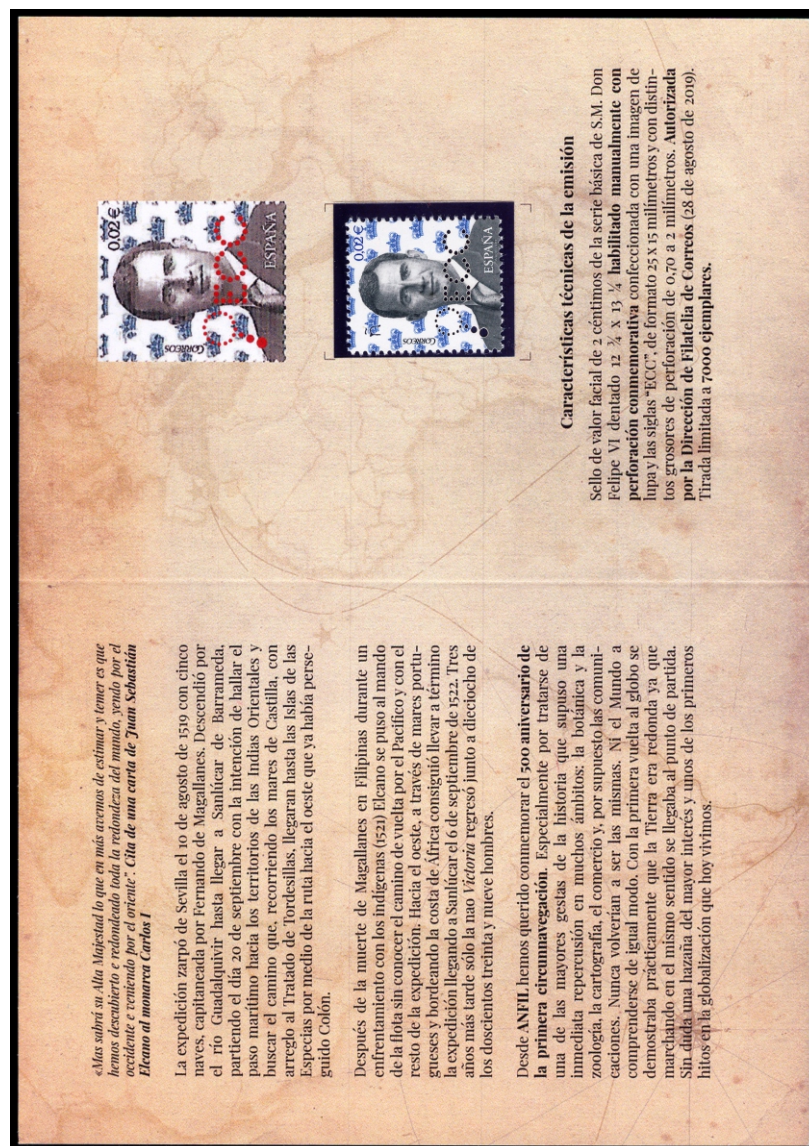 «Mas sabrá su Alta Majestad lo que en más avemos de estimar y temer es que
hemos descubierto e redondeado toda la redondeza del mundo, yendo por el
occidente e veniendo por el oriente". Cita de una carta de Juan Sebastián
Elcano al monarca Carlos I
La expedición zarpó de Sevilla el 10 de agosto de 1519 con cinco
naves, capitaneada por Fernando de Magallanes. Descendió por
el río Guadalquivir hasta llegar a Sanlúcar de Barrameda,
partiendo el día 20 de septiembre con la intención de hallar el
paso marítimo hacia los territorios de las Indias Orientales y
buscar el camino que, recorriendo los mares de Castilla, con
arreglo al Tratado de Tordesillas, llegaran hasta las Islas de las
Especias por medio de la ruta hacia el oeste que ya había perse-
guido Colón.
Después de la muerte de Magallanes en Filipinas durante un
enfrentamiento con los indígenas (1521) Elcano se puso al mando
de la flota sin conocer el camino de vuelta por el Pacífico y con el
resto de la expedición. Hacia el oeste, a través de mares portu-
gueses y bordeando la costa de África consiguió llevar a término
la expedición llegando a Sanlúcar el 6 de septiembre de 1522. Tres
años más tarde sólo la nao Victoria regresó junto a dieciocho de
los doscientos treinta y nueve hombres.
Desde ANFIL hemos querido conmemorar el 500 aniversario de
la primera circunnavegación. Especialmente por tratarse de
una de las mayores gestas de la historia que supuso una
inmediata repercusión en muchos ámbitos; la botánica y la
zoología, la cartografía, el comercio y, por supuesto las comuni-
caciones. Nunca volverían a ser las mismas. Ni el Mundo a
comprenderse de igual modo. Con la primera vuelta al globo se
demostraba prácticamente que la Tierra era redonda ya que
marchando en el mismo sentido se llegaba al punto de partida.
Sin duda una hazaña del mayor interés y unos de los primeros
hitos en la globalización que hoy vivimos.
CORREOS
0,02 €
ECC
ESPAÑA
CORREOS
0,02 €
ECC
ESPAÑA
Características técnicas de la emisión
Sello de valor facial de 2 céntimos de la serie básica de S.M. Don
Felipe VI dentado 12 ¾ x 13 ¼ habilitado manualmente con
perforación conmemorativa confeccionada con una imagen de
lupa y las siglas "ECC", de formato 25 x 15 milímetros y con distin-
tos grosores de perforación de 0,70 a 2 milímetros. Autorizada
por la Dirección de Filatelia de Correos (28 de agosto de 2019).
Tirada limitada a 7000 ejemplares.